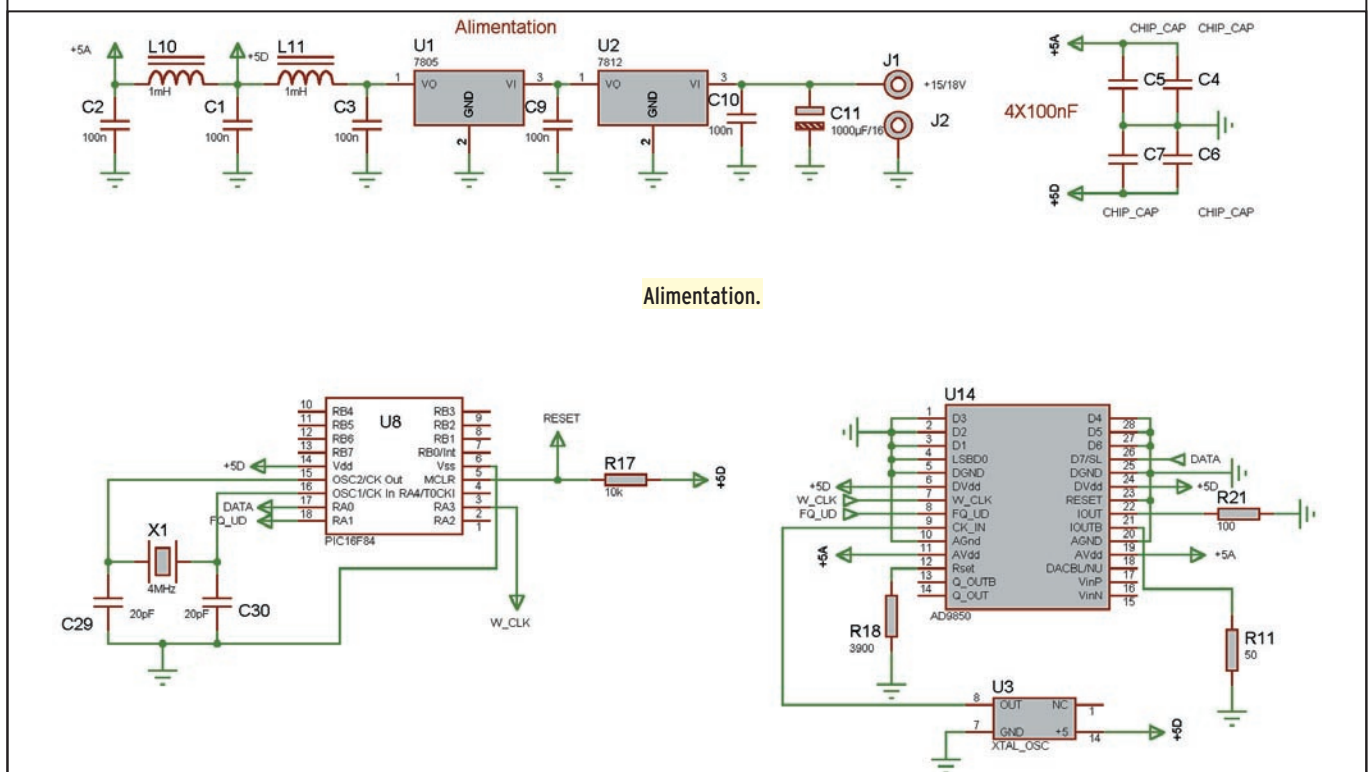 Alimentation
+5A
L10
1mH
+5D
L11
1mH
U1
7805
1
VO
VI
3
GND
2
U2
7812
1
VO
VI
3
GND
2
J1
+15/18V
J2
C2
100n
C1
100n
C3
100n
C9
100n
C10
100n
C11
1000µF/16
CHIP_CAP CHIP_CAP
+5A
C5
C4
4X100nF
C7
C6
+5D
CHIP_CAP
CHIP_CAP
Alimentation.
U8
10 RB4 RB3 9
11 RB5 RB2 8
12 RB6 RB1 7
13 RB7 RB0/Int 6
14 Vdd Vss 5
15 OSC2/CK Out MCLR 4
16 OSC1/CK In RA4/T0CKI 3
17 RA0 RA3 2
18 RA1 RA2 1
PIC16F84
+5D
DATA
FQ_UD
RESET
R17
10k
+5D
W_CLK
X1
4MHz
C29
20pF
20pF
C30
U14
1 D3 D4 28
2 D2 D5 27
3 D1 D6 26
4 LSBD0 D7/SL 25
5 DGND DGND 24
6 DVdd DVdd 23
7 W_CLK RESET 22
8 FQ_UD IOUT 21
9 CK_IN IOUTB 20
10 AGnd AGND 19
11 AVdd AVdd 18
12 Rset DACBL/NU 17
13 Q_OUTB VinP 16
14 Q_OUT VinN 15
AD9850
+5D
W_CLK
FQ_UD
+5A
DATA
+5D
R21
100
+5A
R18
3900
R11
50
U3
8 OUT NC 1
7 GND +5 14
XTAL_OSC
+5D